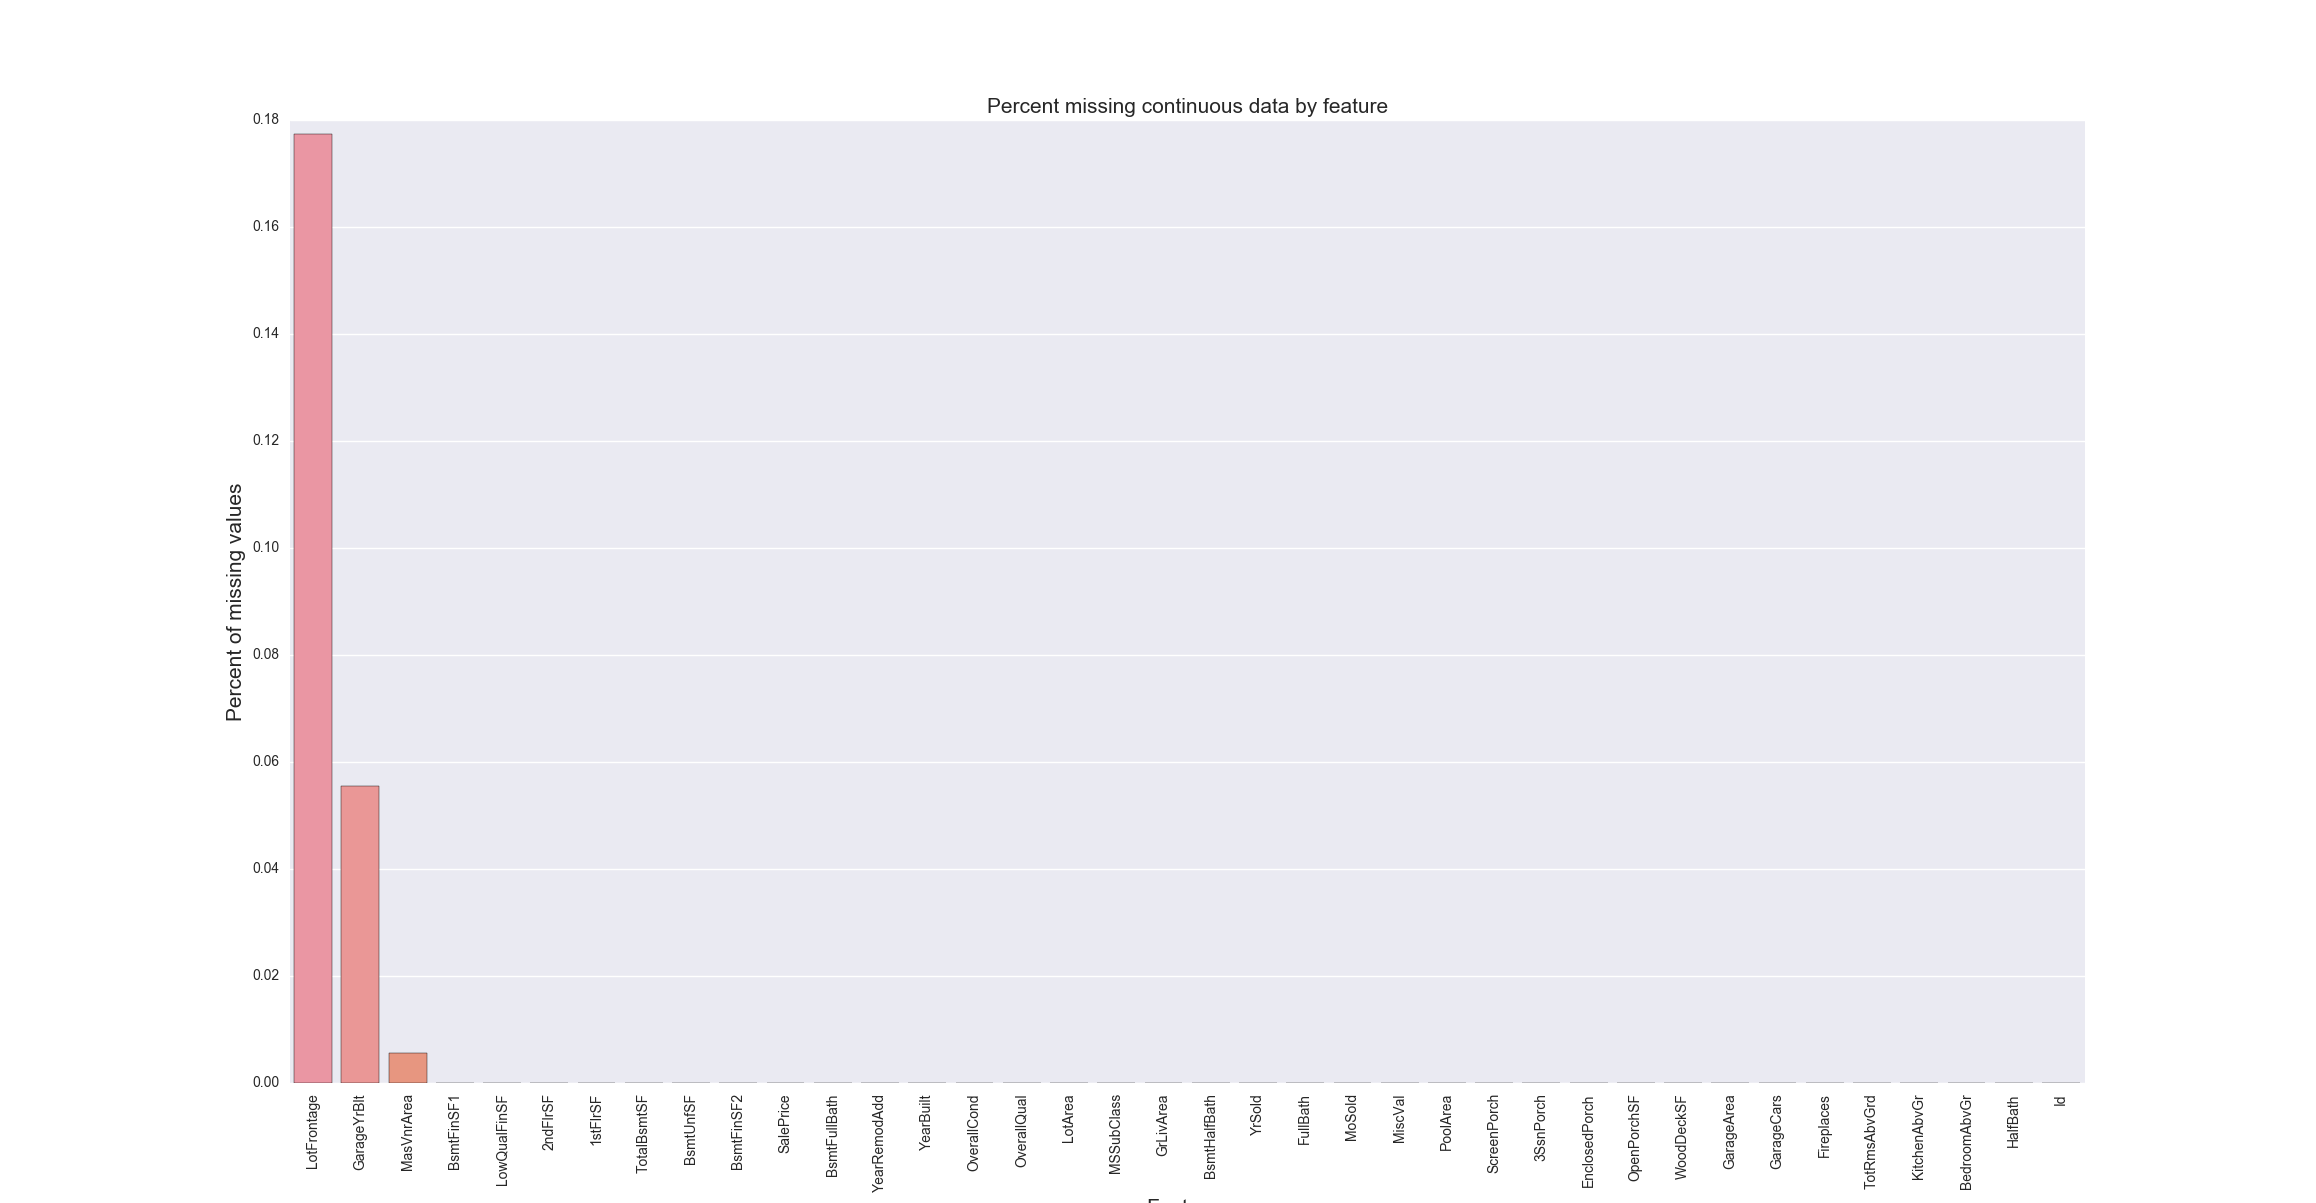 Percent missing continuous data by feature
Percent of missing values
0.18
0.16
0.14
0.12
0.10
0.08
0.06
0.04
0.02
0.00
LotFrontage
GarageYrBlt
MasVnrArea
BsmtFinSF1
LowQualFinSF
2ndFlrSF
1stFlrSF
TotalBsmtSF
BsmtUnfSF
BsmtFinSF2
SalePrice
BsmtFullBath
YearRemodAdd
YearBuilt
OverallCond
OverallQual
LotArea
MSSubClass
GrLivArea
BsmtHalfBath
YrSold
FullBath
MoSold
MiscVal
PoolArea
ScreenPorch
3SsnPorch
EnclosedPorch
OpenPorchSF
WoodDeckSF
GarageArea
GarageCars
Fireplaces
TotRmsAbvGrd
KitchenAbvGr
BedroomAbvGr
HalfBath
Id